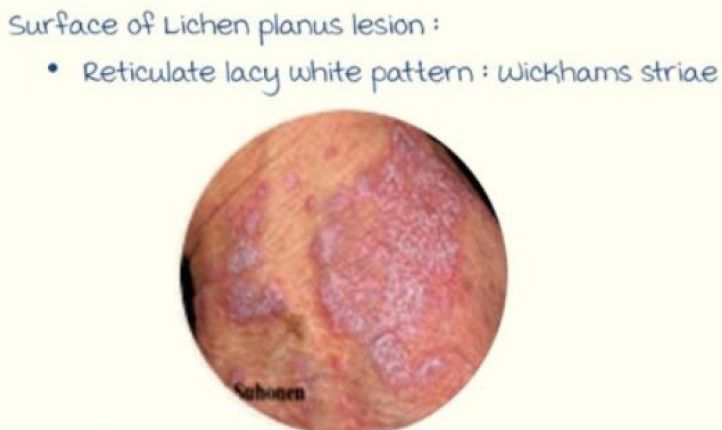 Surface of Lichen planus lesion :
• Reticulate lacy white pattern : Wickhams striae
Suhonen